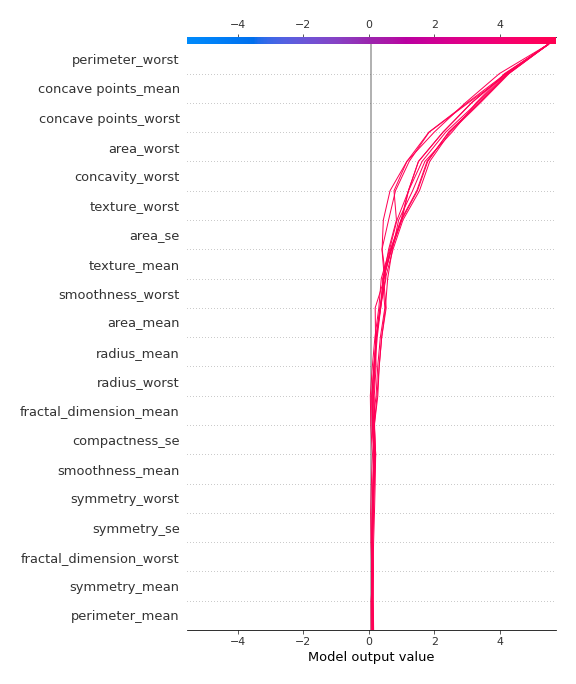 −4 −2 0 2 4
perimeter_worst
concave points_mean
concave points_worst
area_worst
concavity_worst
texture_worst
area_se
texture_mean
smoothness_worst
area_mean
radius_mean
radius_worst
fractal_dimension_mean
compactness_se
smoothness_mean
symmetry_worst
symmetry_se
fractal_dimension_worst
symmetry_mean
perimeter_mean
−4 −2 0 2 4
Model output value